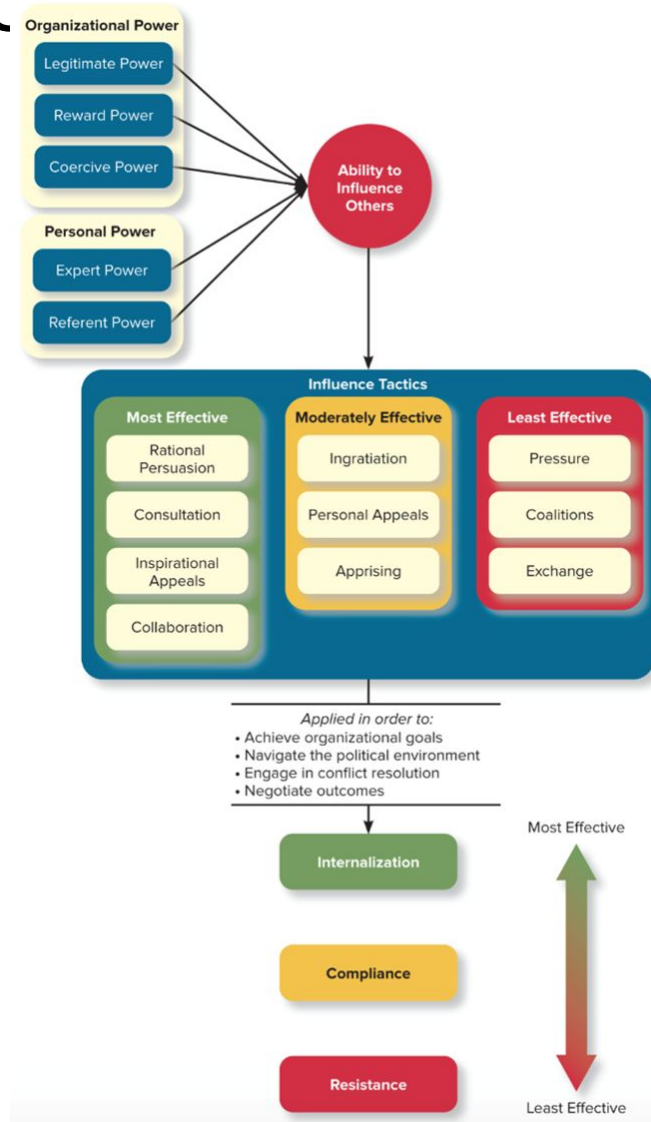 Organizational Power
Legitimate Power
Reward Power
Coercive Power
Personal Power
Expert Power
Referent Power
Ability to
Influence
Others
Influence Tactics
Most Effective
Rational
Persuasion
Consultation
Inspirational
Appeals
Collaboration
Moderately Effective
Ingratiation
Personal Appeals
Apprising
Least Effective
Pressure
Coalitions
Exchange
Applied in order to:
• Achieve organizational goals
• Navigate the political environment
• Engage in conflict resolution
• Negotiate outcomes
Internalization
Compliance
Resistance
Most Effective
Least Effective